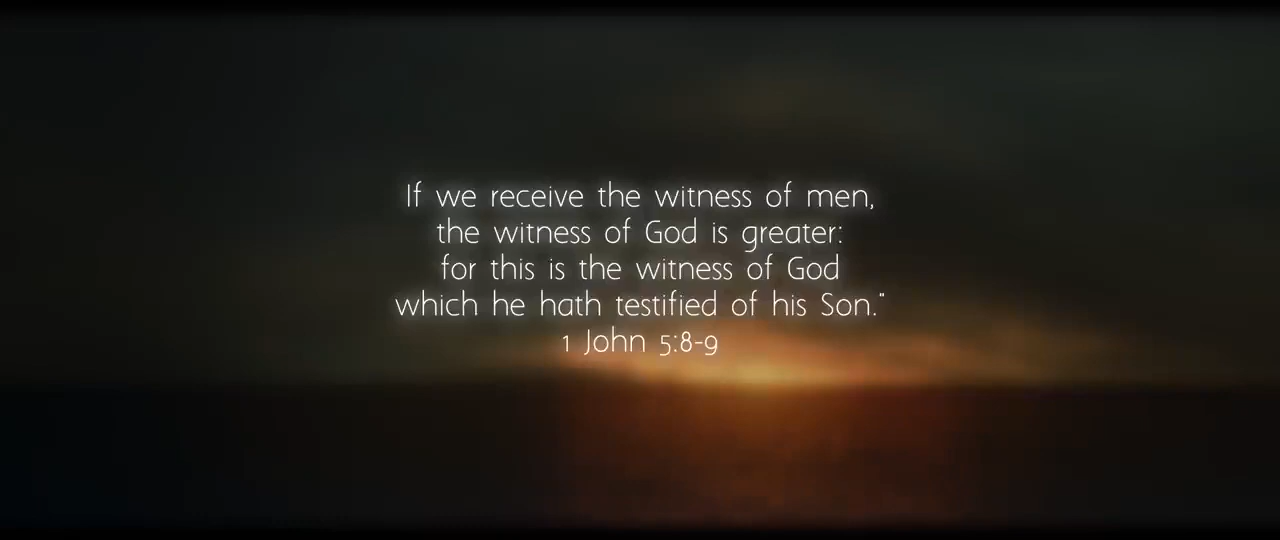 If we receive the witness of men,
the witness of God is greater:
for this is the witness of God
which he hath testified of his Son."
1 John 5:8-9